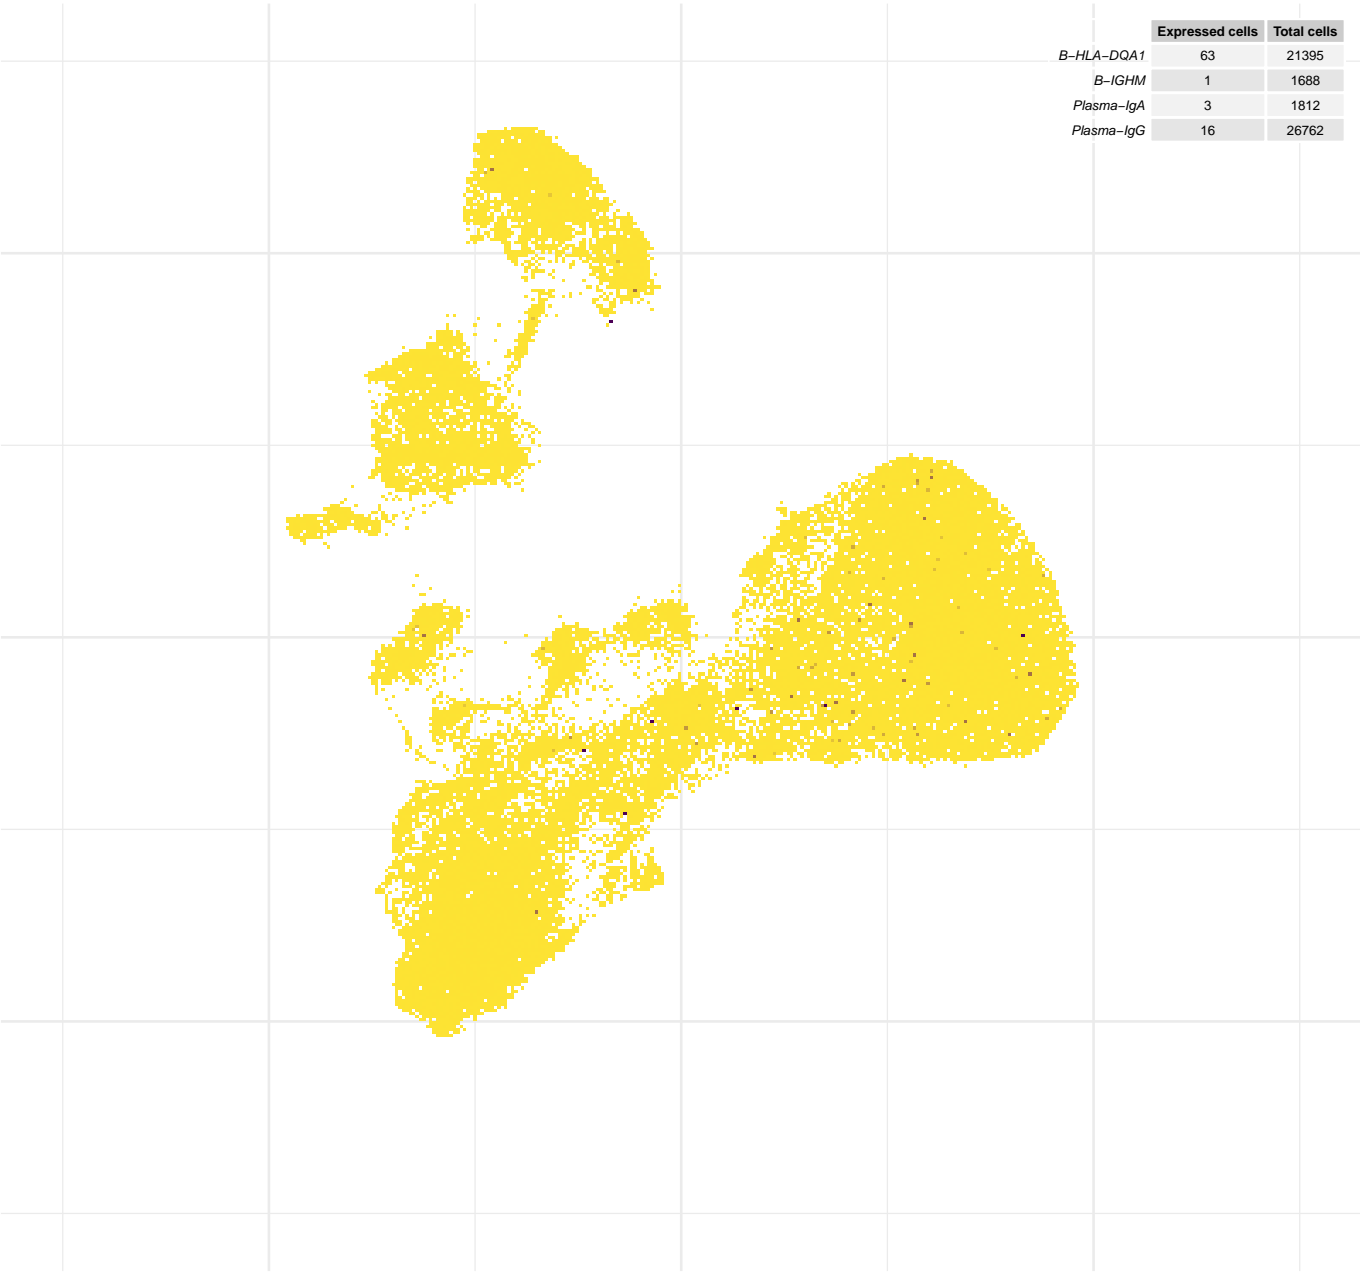 Expressed cells Total cells
B−HLA−DQA1 63 21395
B−IGHM 1 1688
Plasma−IgA 3 1812
Plasma−IgG 16 26762